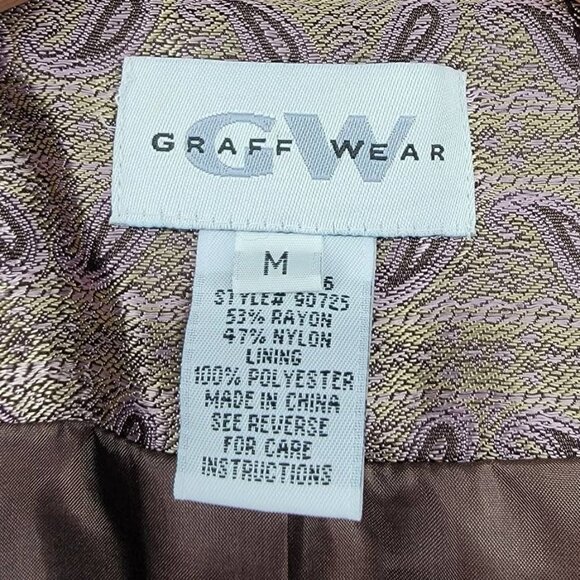 GW
GRAFF WEAR
M
6
STYLE# 90725
53% RAYON
47% NYLON
LINING
100% POLYESTER
MADE IN CHINA
SEE REVERSE
FOR CARE
INSTRUCTIONS